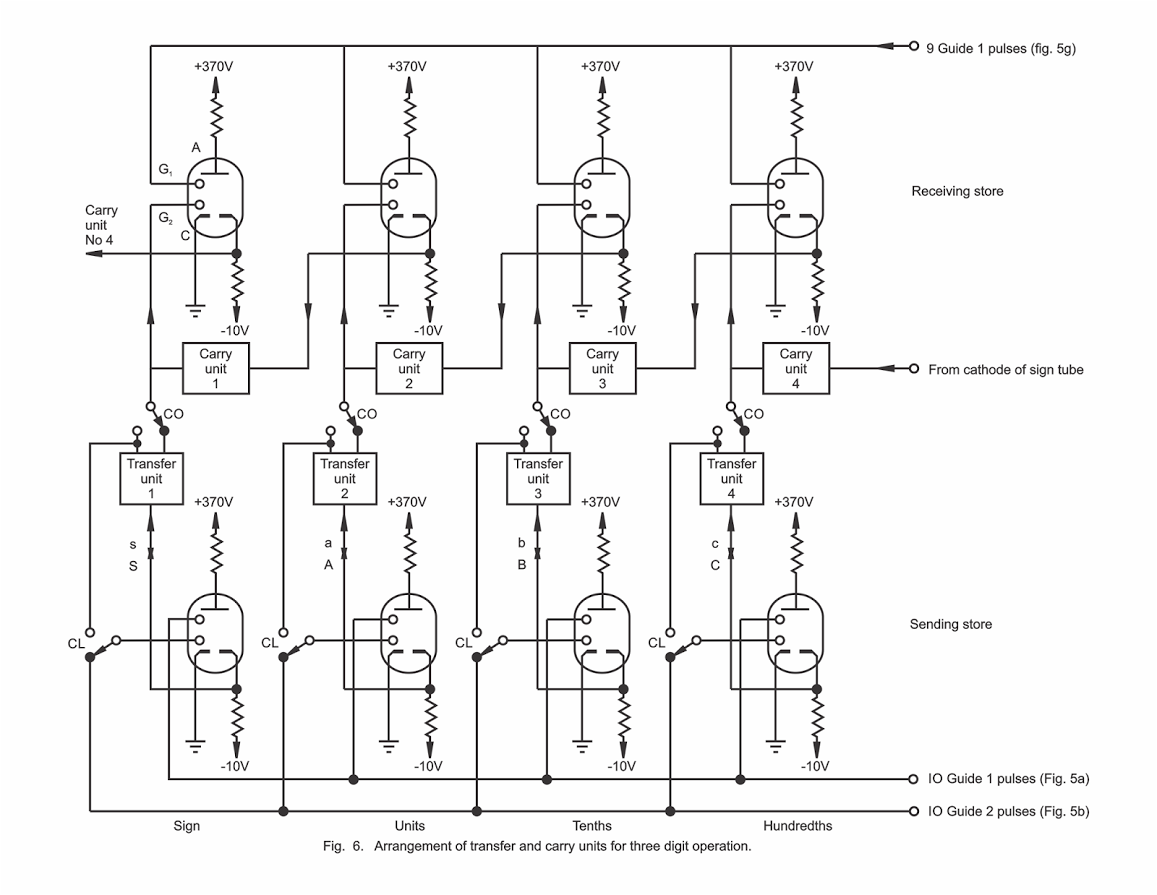 9 Guide 1 pulses (fig. 5g)
+370V
+370V
+370V
+370V
A
G₁
Receiving store
Carry
unit
No 4
G₂
C
-10V
-10V
-10V
-10V
Carry
unit
1
Carry
unit
2
Carry
unit
3
Carry
unit
4
From cathode of sign tube
CO
CO
CO
CO
Transfer
unit
1
Transfer
unit
2
Transfer
unit
3
Transfer
unit
4
+370V
+370V
+370V
+370V
s
S
a
A
b
B
c
C
Sending store
CL
CL
CL
CL
-10V
-10V
-10V
-10V
IO Guide 1 pulses (Fig. 5a)
IO Guide 2 pulses (Fig. 5b)
Sign
Units
Tenths
Hundredths
Fig. 6. Arrangement of transfer and carry units for three digit operation.